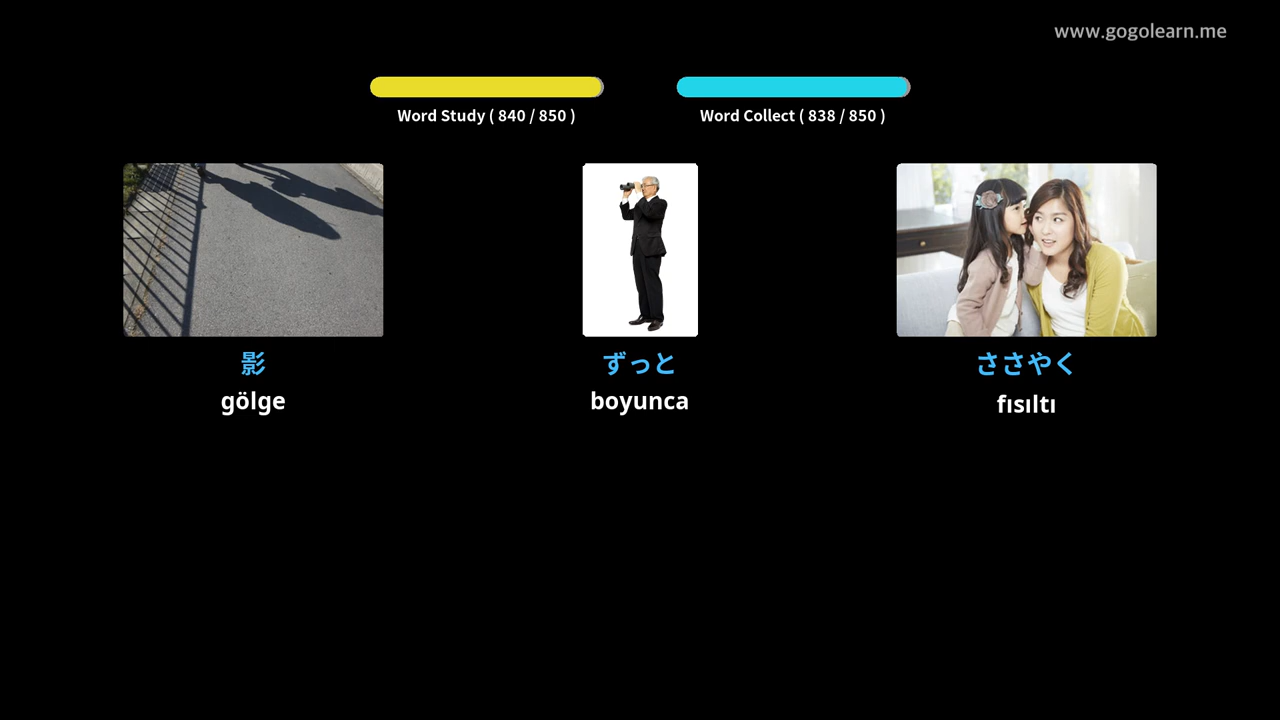 www.gogolearn.me
Word Study ( 840 / 850 )
Word Collect ( 838 / 850 )
影
gölge
ずっと
boyunca
ささやく
fısıltı